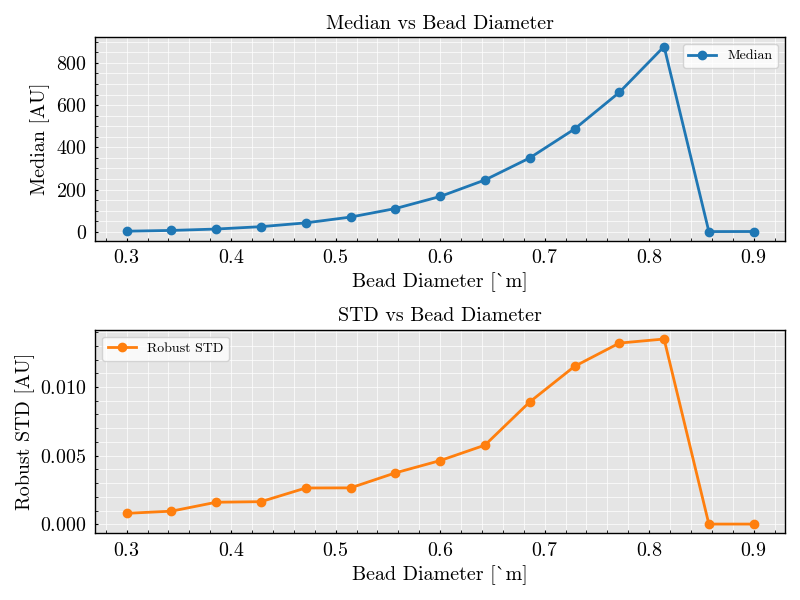 Median vs Bead Diameter
Median [AU]
800
600
400
200
0
Median
0.3 0.4 0.5 0.6 0.7 0.8 0.9
Bead Diameter [`m]
STD vs Bead Diameter
Robust STD [AU]
0.010
0.005
0.000
Robust STD
0.3 0.4 0.5 0.6 0.7 0.8 0.9
Bead Diameter [`m]